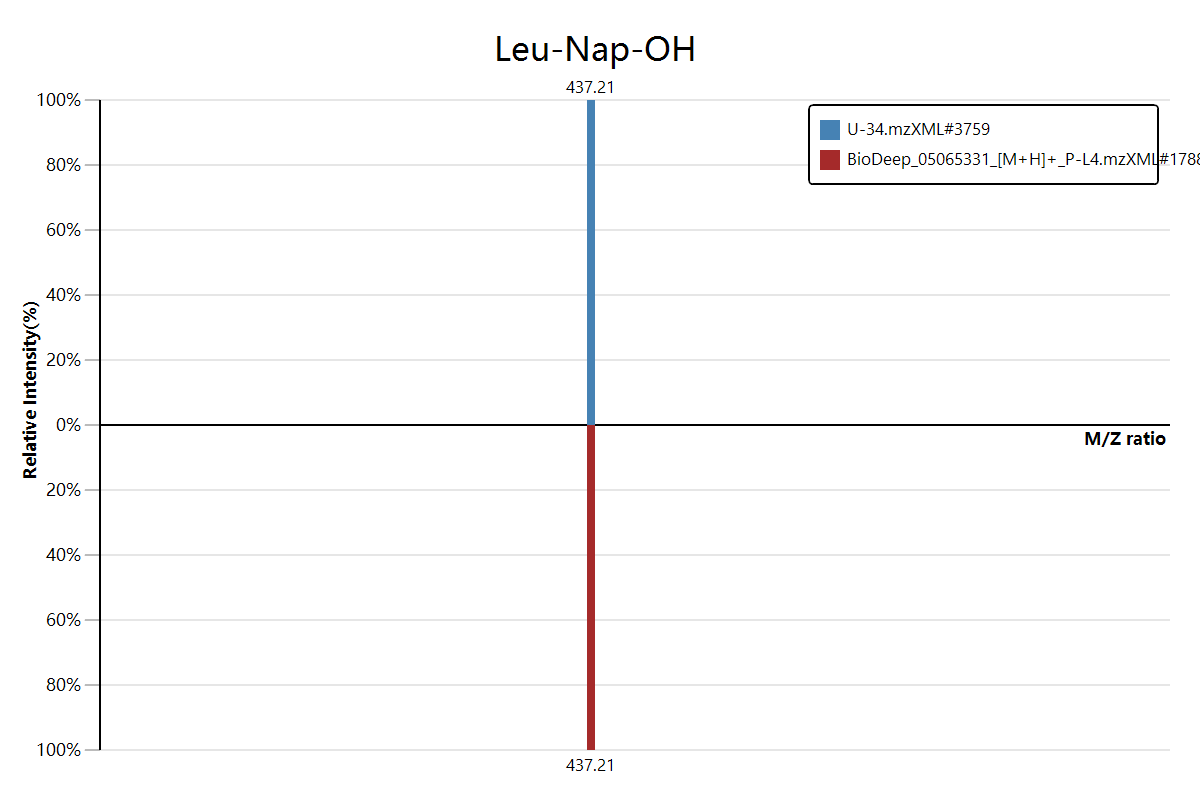 Leu-Nap-OH
437.21
100%
U-34.mzXML#3759
BioDeep_05065331_[M+H]+_P-L4.mzXML#1788
80%
60%
40%
20%
0%
Relative Intensity(%)
M/Z ratio
20%
40%
60%
80%
100%
437.21